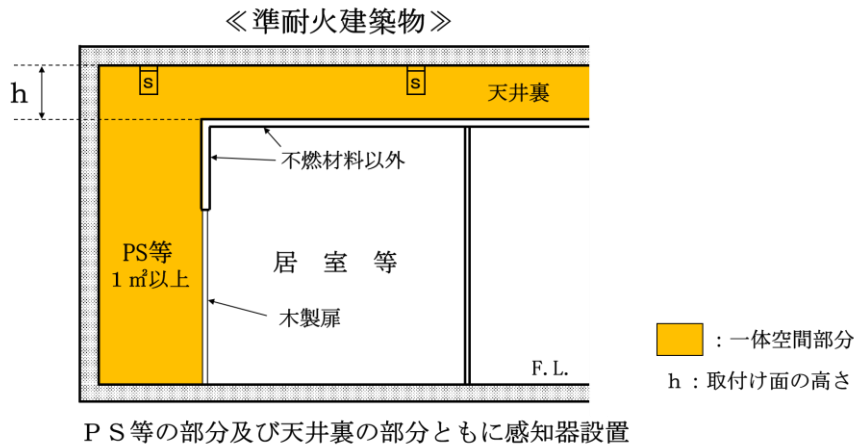 ≪準耐火建築物≫
h
S
S
天井裏
不燃材料以外
PS等
1㎡以上
居 室 等
木製扉
F. L.
:一体空間部分
h :取付け面の高さ
PS等の部分及び天井裏の部分ともに感知器設置